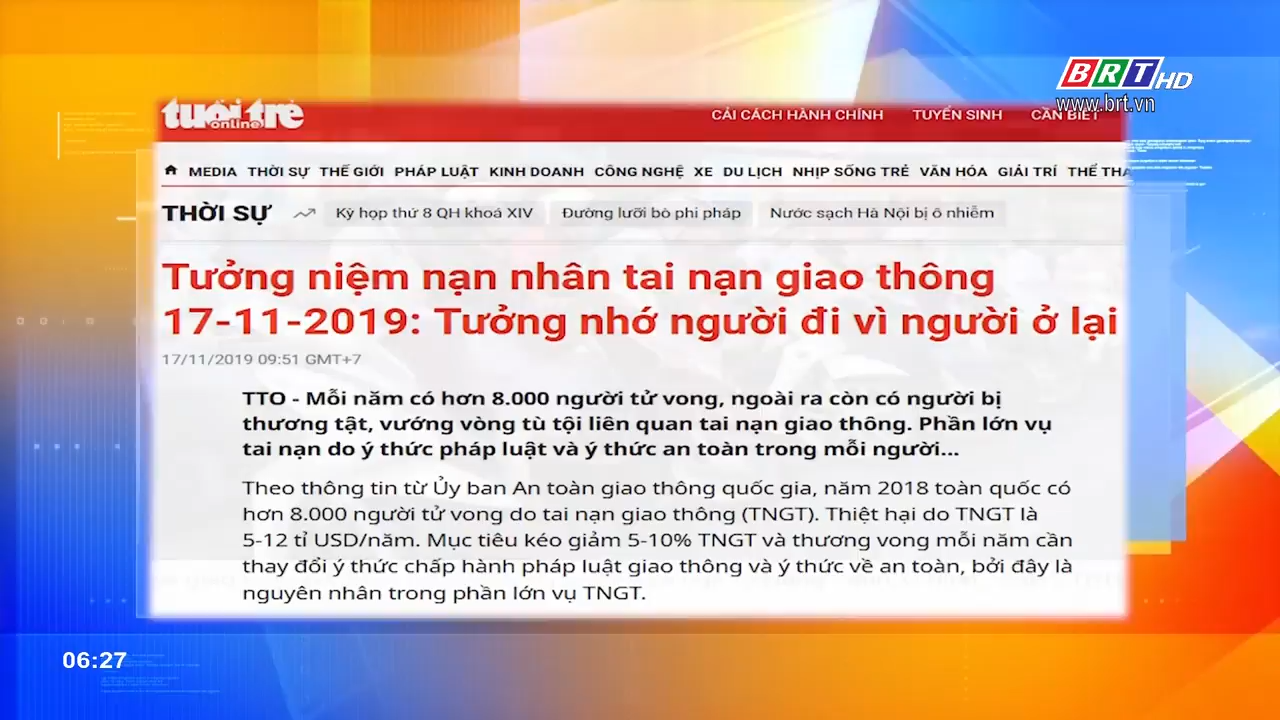 BRT HD
www.brt.vn
tuổi trẻ online
CẢI CÁCH HÀNH CHÍNH TUYỂN SINH CẦN BIẾT
MEDIA THỜI SỰ THẾ GIỚI PHÁP LUẬT KINH DOANH CÔNG NGHỆ XE DU LỊCH NHỊP SỐNG TRẺ VĂN HÓA GIẢI TRÍ THỂ THA
THỜI SỰ Kỳ họp thứ 8 QH khoá XIV Đường lưỡi bò phi pháp Nước sạch Hà Nội bị ô nhiễm
Tưởng niệm nạn nhân tai nạn giao thông
17-11-2019: Tưởng nhớ người đi vì người ở lại
17/11/2019 09:51 GMT+7
TTO - Mỗi năm có hơn 8.000 người tử vong, ngoài ra còn có người bị
thương tật, vướng vòng tù tội liên quan tai nạn giao thông. Phần lớn vụ
tai nạn do ý thức pháp luật và ý thức an toàn trong mỗi người...
Theo thông tin từ Ủy ban An toàn giao thông quốc gia, năm 2018 toàn quốc có
hơn 8.000 người tử vong do tai nạn giao thông (TNGT). Thiệt hại do TNGT là
5-12 tỉ USD/năm. Mục tiêu kéo giảm 5-10% TNGT và thương vong mỗi năm cần
thay đổi ý thức chấp hành pháp luật giao thông và ý thức về an toàn, bởi đây là
nguyên nhân trong phần lớn vụ TNGT.
06:27